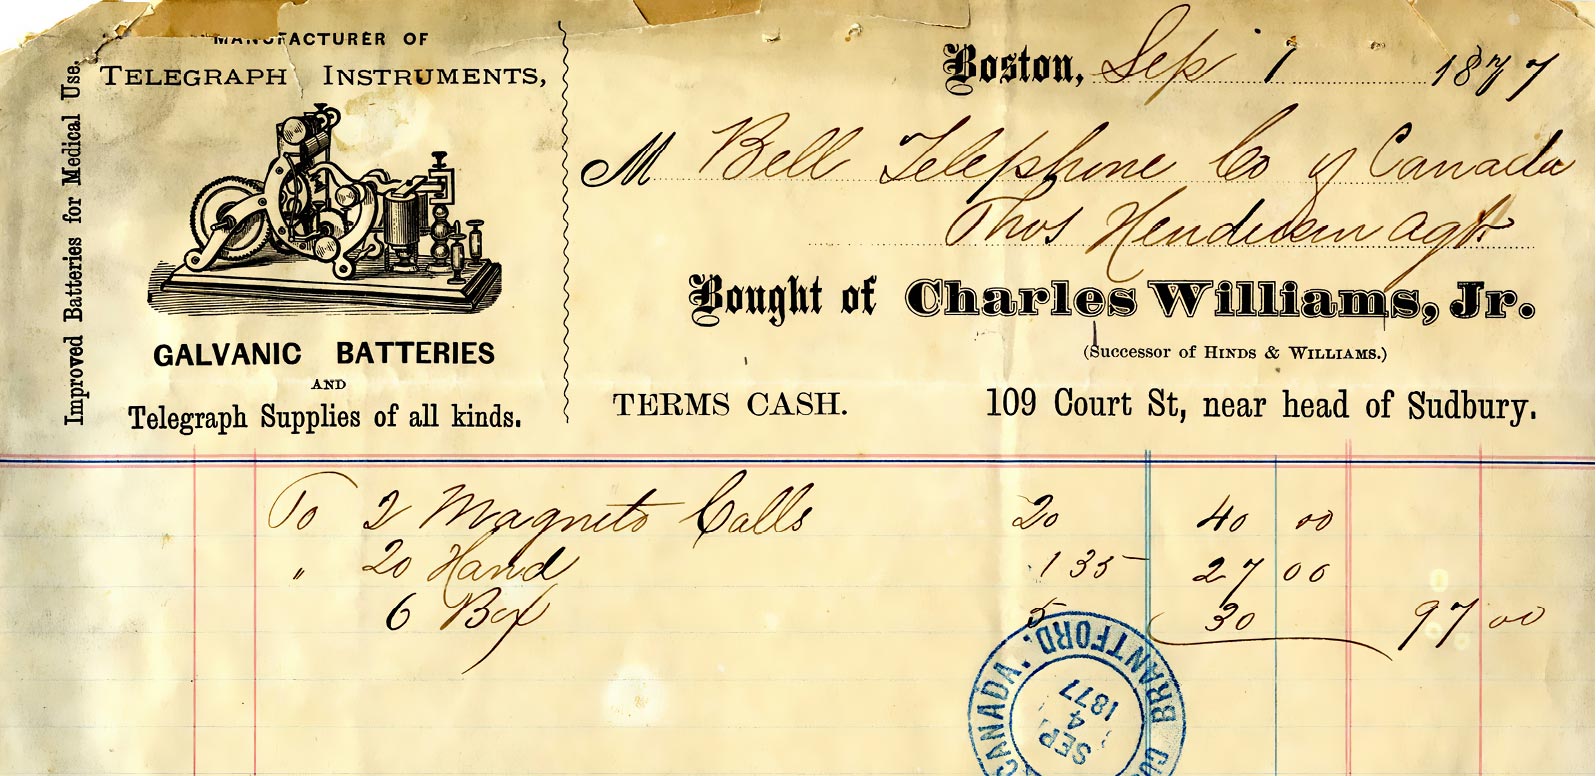 MANUFACTURER OF
TELEGRAPH INSTRUMENTS,
Improved Batteries for Medical Use.
GALVANIC BATTERIES
AND
Telegraph Supplies of all kinds.
Boston, Sep 1 1877
M Bell Telephone Co of Canada
Thos Henderson Agt
Bought of Charles Williams, Jr.
(Successor of HINDS & WILLIAMS.)
TERMS CASH. 109 Court St, near head of Sudbury.
To 2 Magneto Calls 20 40 00
" 20 Hand 1 35 27 00
6 Box 5 30 97 00
BRANTFORD. CANADA
SEP. 4
1877